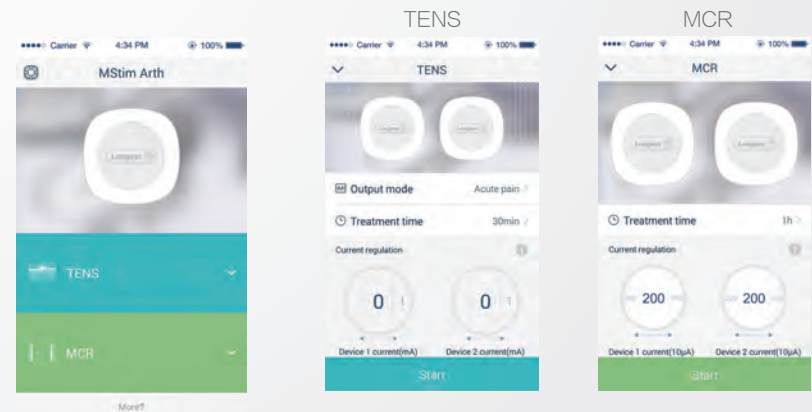 TENS
MCR
Carrier 4:34 PM 100%
MStim Arth
TENS
MCR
More
Carrier 4:34 PM 100%
TENS
Output mode Acute pain
Treatment time 30min
Current regulation
0 1 0 1
Device 1 current(mA) Device 2 current(mA)
Start
Carrier 4:34 PM 100%
MCR
Treatment time 1h
Current regulation
200 200
Device 1 current(10µA) Device 2 current(10µA)
Start